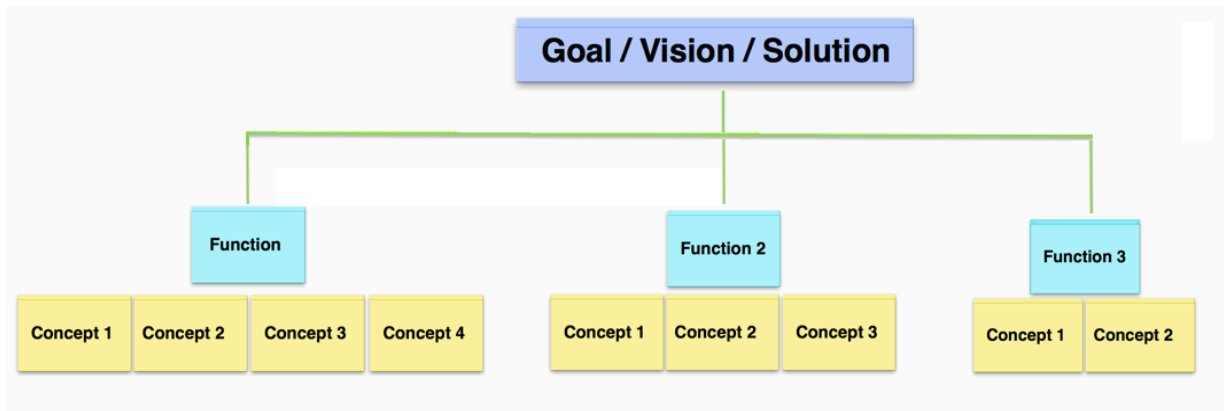 Goal / Vision / Solution
Function
Function 2
Function 3
Concept 1
Concept 2
Concept 3
Concept 4
Concept 1
Concept 2
Concept 3
Concept 1
Concept 2